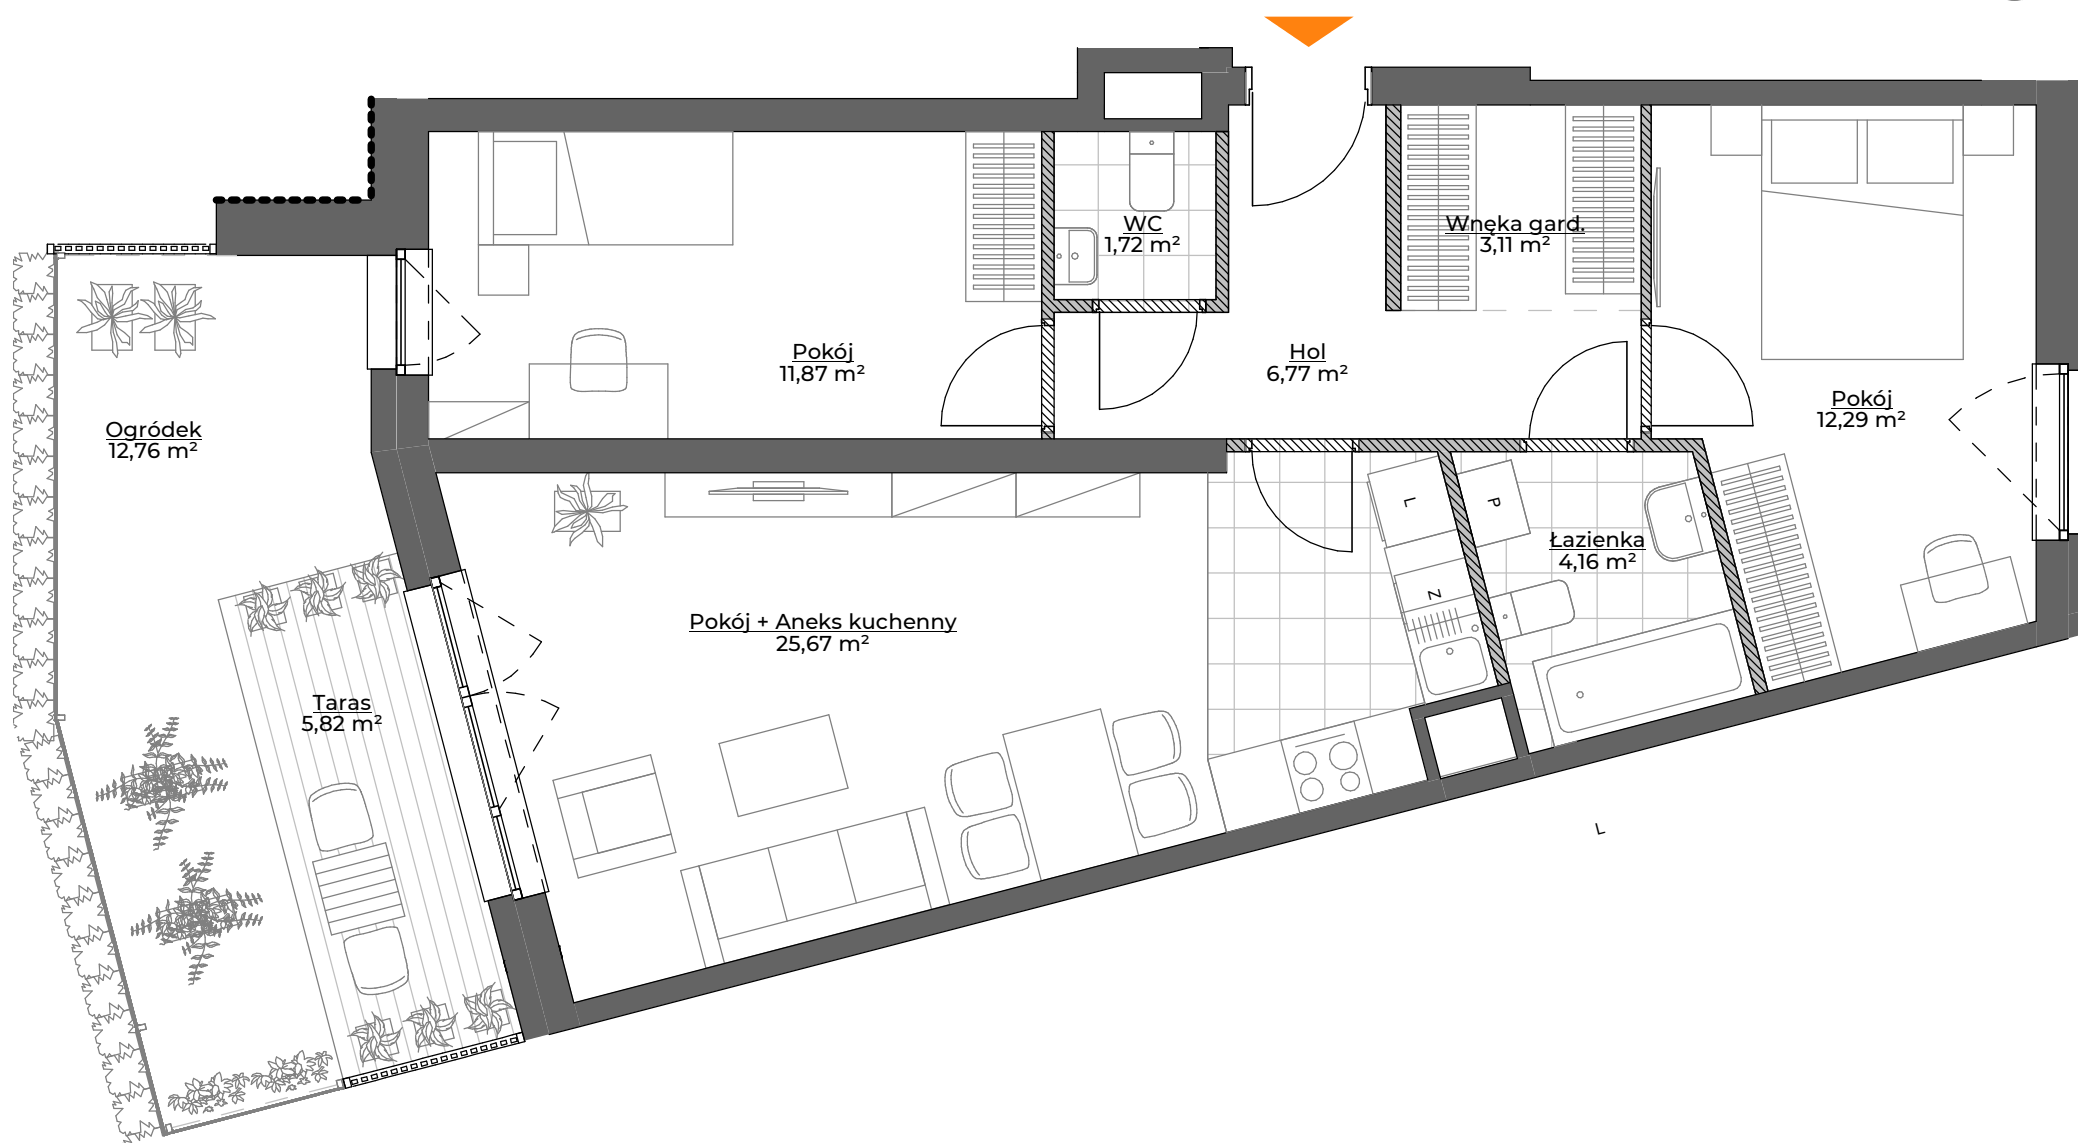 WC
1,72 m²
Wnęka gard.
3,11 m²
Pokój
11,87 m²
Hol
6,77 m²
Pokój
12,29 m²
Ogródek
12,76 m²
L
P
Łazienka
4,16 m²
Z
Pokój + Aneks kuchenny
25,67 m²
Taras
5,82 m²
L